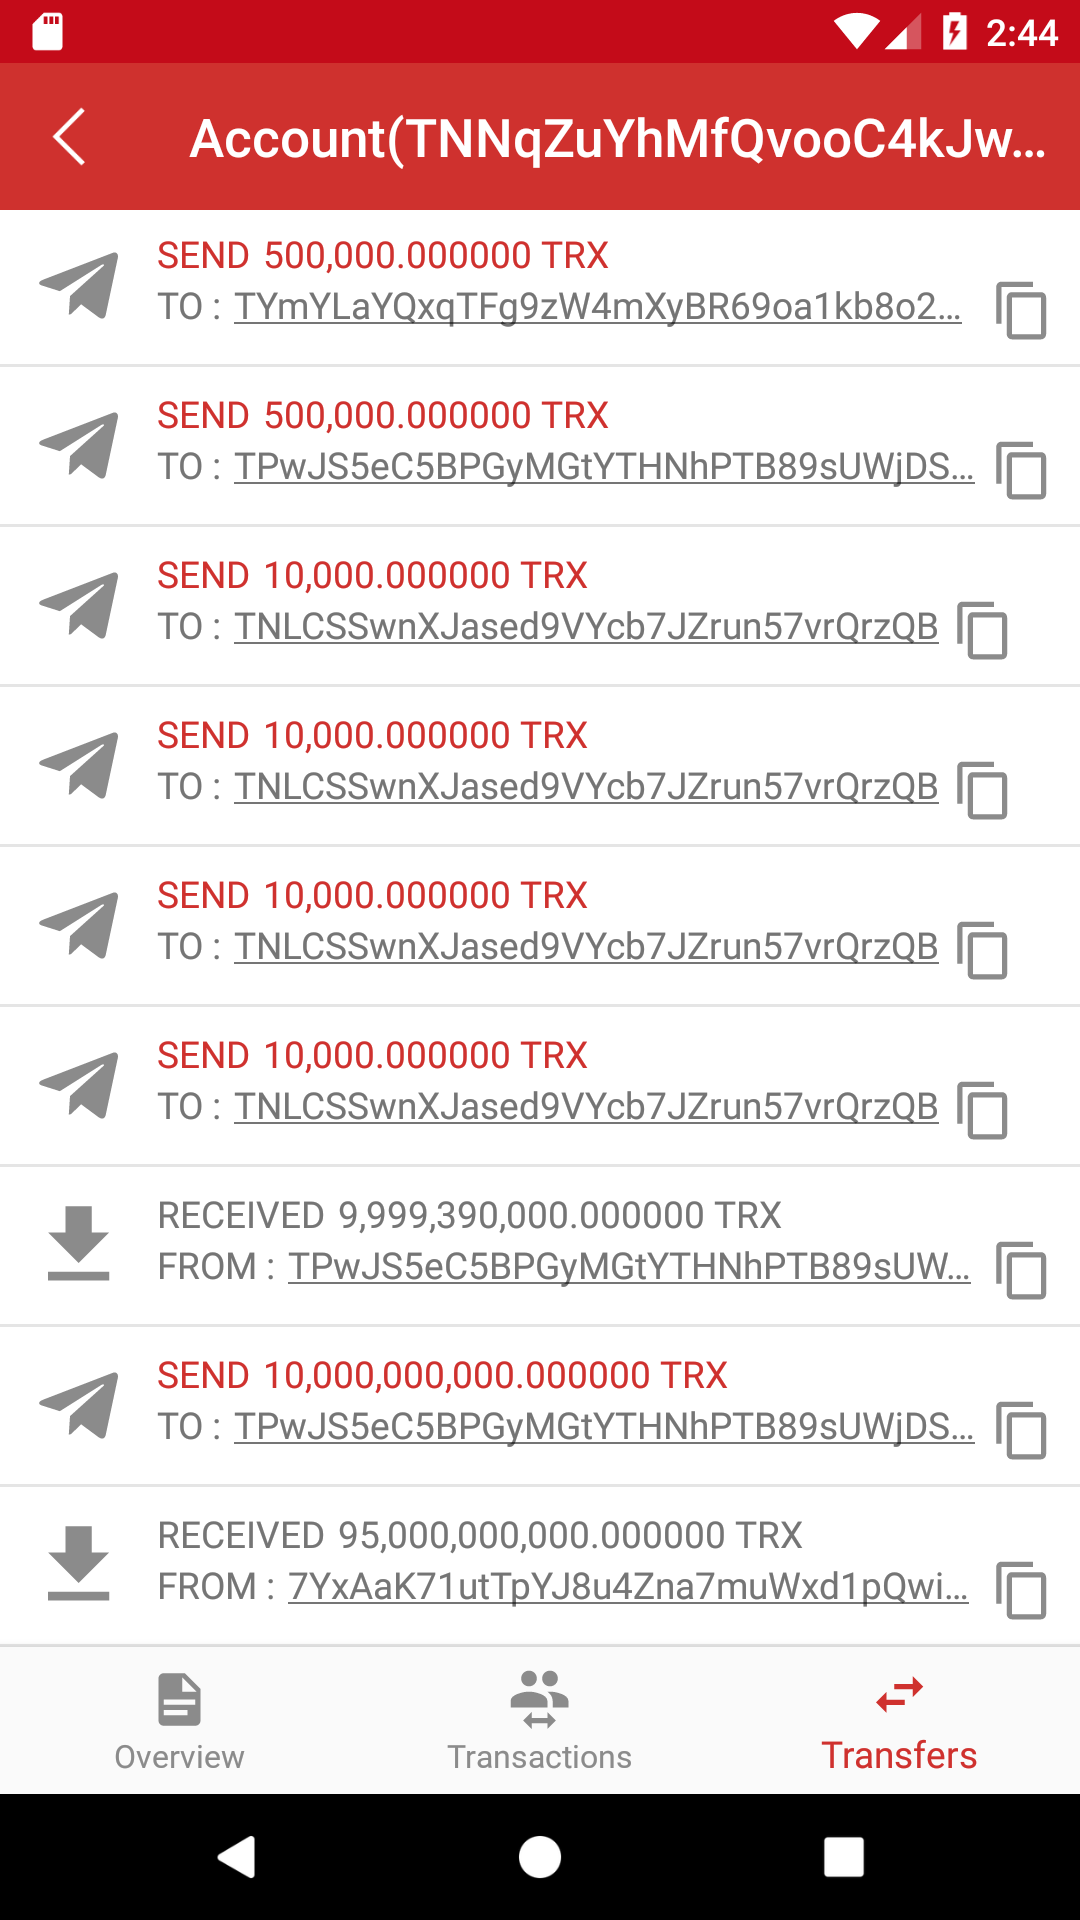 2:44
Account(TNNqZuYhMfQvooC4kJw...
SEND 500,000.000000 TRX
TO : TYmYLaYQxqTFg9zW4mXyBR69oa1kb8o2...
SEND 500,000.000000 TRX
TO : TPwJS5eC5BPGyMGtYTHNhPTB89sUWjDS...
SEND 10,000.000000 TRX
TO : TNLCSSwnXJased9VYcb7JZrun57vrQrzQB
SEND 10,000.000000 TRX
TO : TNLCSSwnXJased9VYcb7JZrun57vrQrzQB
SEND 10,000.000000 TRX
TO : TNLCSSwnXJased9VYcb7JZrun57vrQrzQB
SEND 10,000.000000 TRX
TO : TNLCSSwnXJased9VYcb7JZrun57vrQrzQB
RECEIVED 9,999,390,000.000000 TRX
FROM : TPwJS5eC5BPGyMGtYTHNhPTB89sUW...
SEND 10,000,000,000.000000 TRX
TO : TPwJS5eC5BPGyMGtYTHNhPTB89sUWjDS...
RECEIVED 95,000,000,000.000000 TRX
FROM : 7YxAaK71utTpYJ8u4Zna7muWxd1pQwi...
Overview
Transactions
Transfers